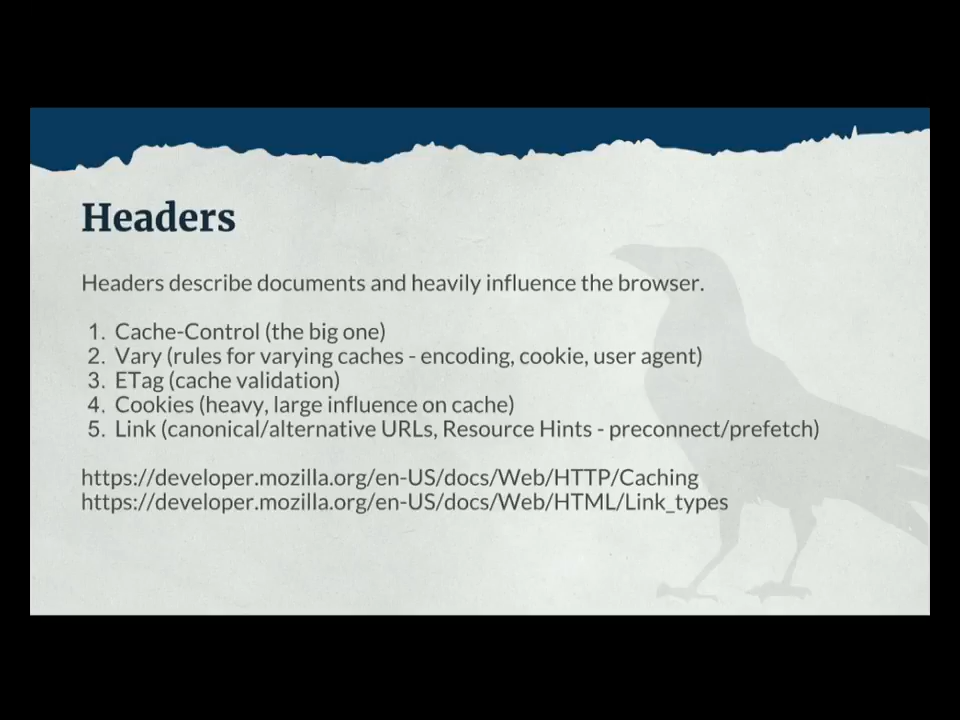 Headers
Headers describe documents and heavily influence the browser.
1. Cache-Control (the big one)
2. Vary (rules for varying caches - encoding, cookie, user agent)
3. ETag (cache validation)
4. Cookies (heavy, large influence on cache)
5. Link (canonical/alternative URLs, Resource Hints - preconnect/prefetch)
https://developer.mozilla.org/en-US/docs/Web/HTTP/Caching
https://developer.mozilla.org/en-US/docs/Web/HTML/Link_types